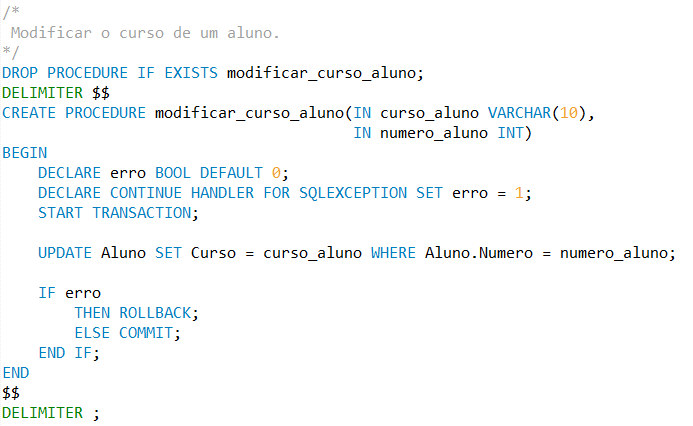 /*
 Modificar o curso de um aluno.
*/
DROP PROCEDURE IF EXISTS modificar_curso_aluno;
DELIMITER $$
CREATE PROCEDURE modificar_curso_aluno(IN curso_aluno VARCHAR(10),
                                       IN numero_aluno INT)
BEGIN
    DECLARE erro BOOL DEFAULT 0;
    DECLARE CONTINUE HANDLER FOR SQLEXCEPTION SET erro = 1;
    START TRANSACTION;

    UPDATE Aluno SET Curso = curso_aluno WHERE Aluno.Numero = numero_aluno;

    IF erro
        THEN ROLLBACK;
        ELSE COMMIT;
    END IF;
END
$$
DELIMITER ;